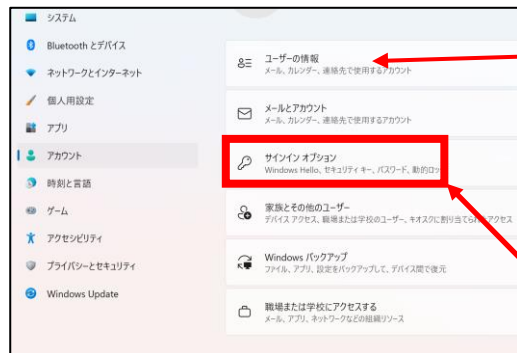 システム
Bluetooth とデバイス
ネットワークとインターネット
個人用設定
アプリ
アカウント
時刻と言語
ゲーム
アクセシビリティ
プライバシーとセキュリティ
Windows Update
ユーザーの情報
メール、カレンダー、連絡先で使用するアカウント
メールとアカウント
メール、カレンダー、連絡先で使用するアカウント
サインイン オプション
Windows Hello、セキュリティ キー、パスワード、動的ロッ
家族とその他のユーザー
デバイス アクセス、職場または学校のユーザー、キオスクに割り当てられたアクセス
Windows バックアップ
ファイル、アプリ、設定をバックアップして、デバイス間で復元
職場または学校にアクセスする
メール、アプリ、ネットワークなどの組織リソース